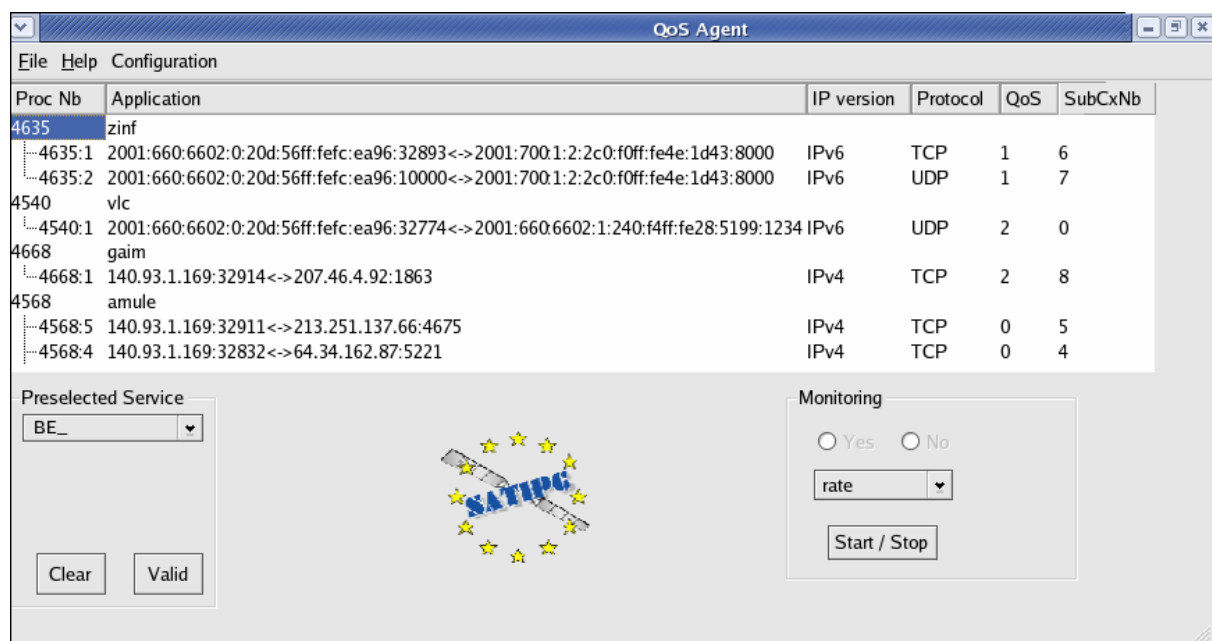 QoS Agent
File Help Configuration
Proc Nb Application IP version Protocol QoS SubCxNb
4635 zinf
4635:1 2001:660:6602:0:20d:56ff:fefc:ea96:32893<->2001:700:1:2:2c0:f0ff:fe4e:1d43:8000 IPv6 TCP 1 6
4635:2 2001:660:6602:0:20d:56ff:fefc:ea96:10000<->2001:700:1:2:2c0:f0ff:fe4e:1d43:8000 IPv6 UDP 1 7
4540 vlc
4540:1 2001:660:6602:0:20d:56ff:fefc:ea96:32774<->2001:660:6602:1:240:f4ff:fe28:5199:1234 IPv6 UDP 2 0
4668 gaim
4668:1 140.93.1.169:32914<->207.46.4.92:1863 IPv4 TCP 2 8
4568 amule
4568:5 140.93.1.169:32911<->213.251.137.66:4675 IPv4 TCP 0 5
4568:4 140.93.1.169:32832<->64.34.162.87:5221 IPv4 TCP 0 4
Preselected Service
BE_
Clear Valid
SATIP6
Monitoring
Yes No
rate
Start / Stop